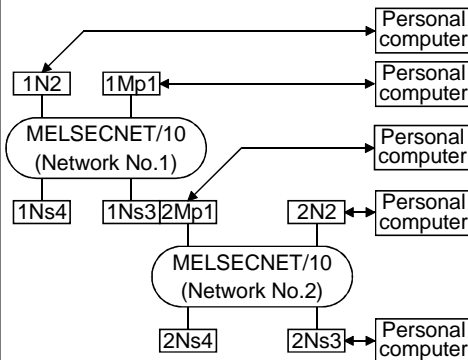 Personal
computer
Personal
computer
1N2
1Mp1
MELSECNET/10
(Network No.1)
Personal
computer
1Ns4
1Ns3
2Mp1
2N2
Personal
computer
MELSECNET/10
(Network No.2)
2Ns4
2Ns3
Personal
computer